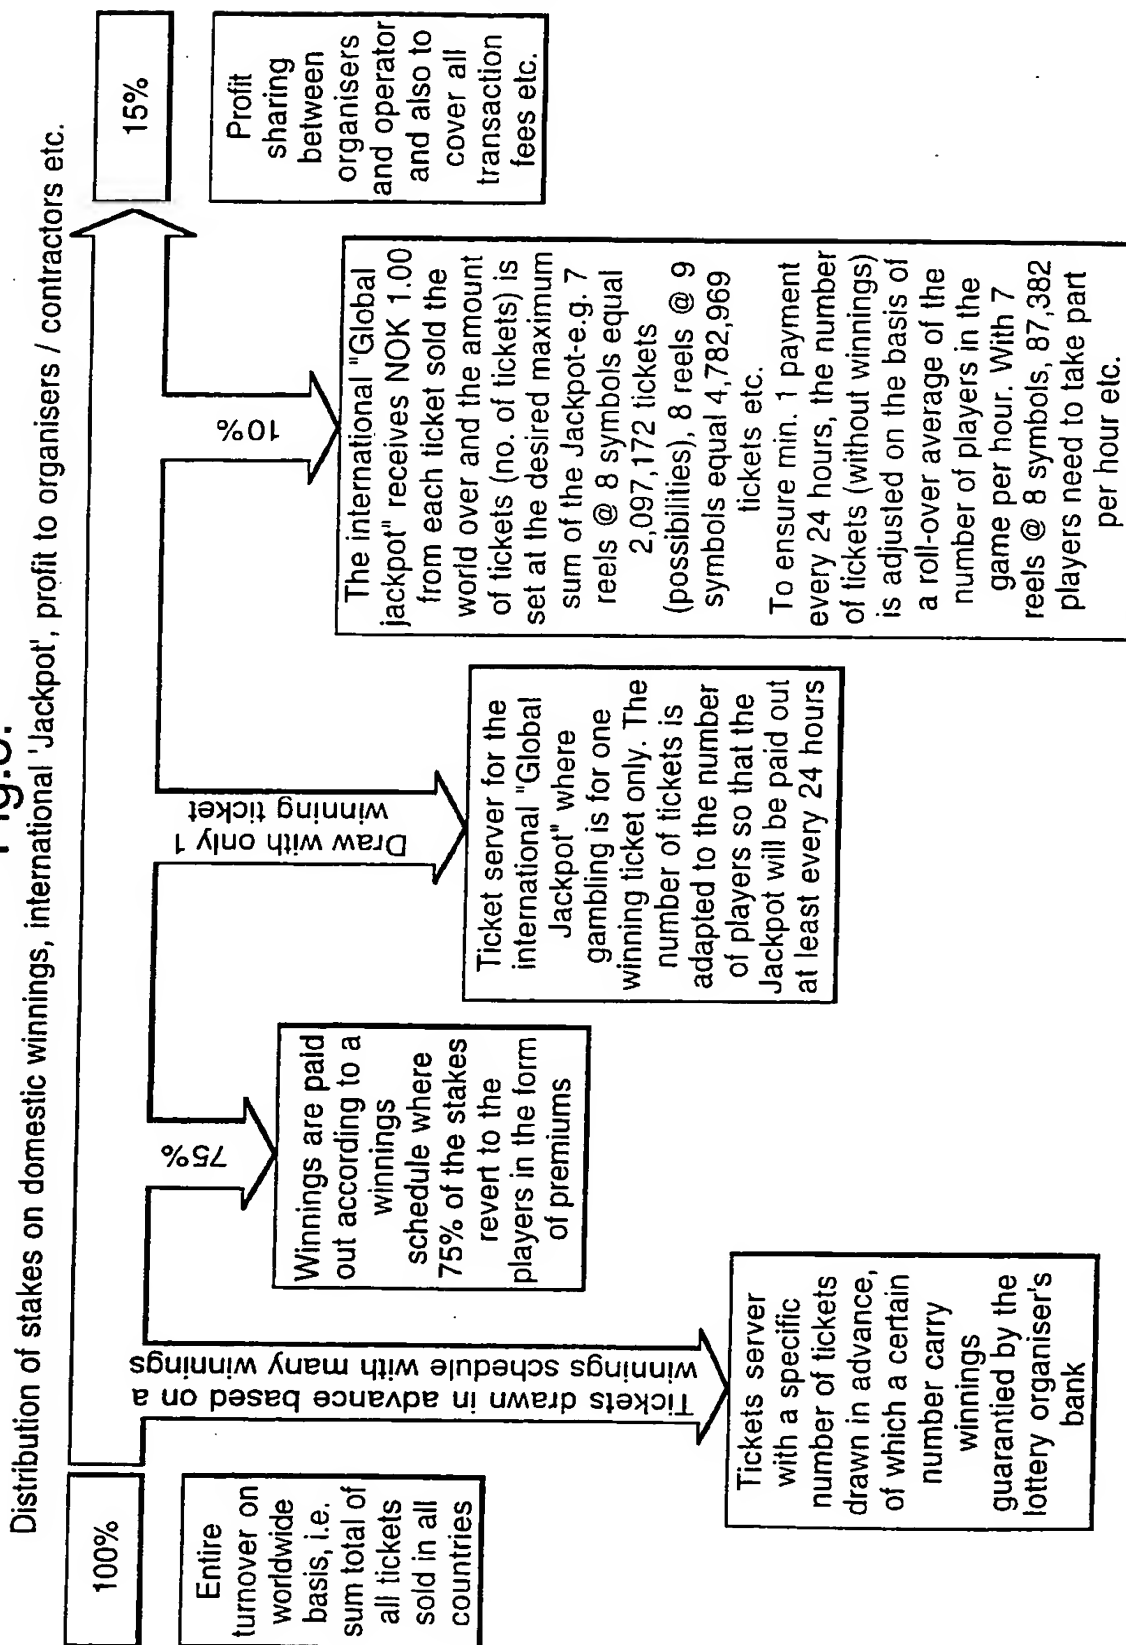 Fig.8.
Distribution of stakes on domestic winnings, international 'Jackpot', profit to organisers / contractors etc.
100%
Entire
turnover on
worldwide
basis, i.e.
sum total of
all tickets
sold in all
countries
Tickets drawn in advance based on a
winnings schedule with many winnings
Tickets server
with a specific
number of tickets
drawn in advance,
of which a certain
number carry
winnings
guarantied by the
lottery organiser's
bank
75%
Winnings are paid
out according to a
winnings
schedule where
75% of the stakes
revert to the
players in the form
of premiums
Draw with only 1
winning ticket
Ticket server for the
international "Global
Jackpot" where
gambling is for one
winning ticket only. The
number of tickets is
adapted to the number
of players so that the
Jackpot will be paid out
at least every 24 hours
10%
The international "Global
jackpot" receives NOK 1.00
from each ticket sold the
world over and the amount
of tickets (no. of tickets) is
set at the desired maximum
sum of the Jackpot-e.g. 7
reels @ 8 symbols equal
2,097,172 tickets
(possibilities), 8 reels @ 9
symbols equal 4,782,969
tickets etc.
To ensure min. 1 payment
every 24 hours, the number
of tickets (without winnings)
is adjusted on the basis of
a roll-over average of the
number of players in the
game per hour. With 7
reels @ 8 symbols, 87,382
players need to take part
per hour etc.
15%
Profit
sharing
between
organisers
and operator
and also to
cover all
transaction
fees etc.